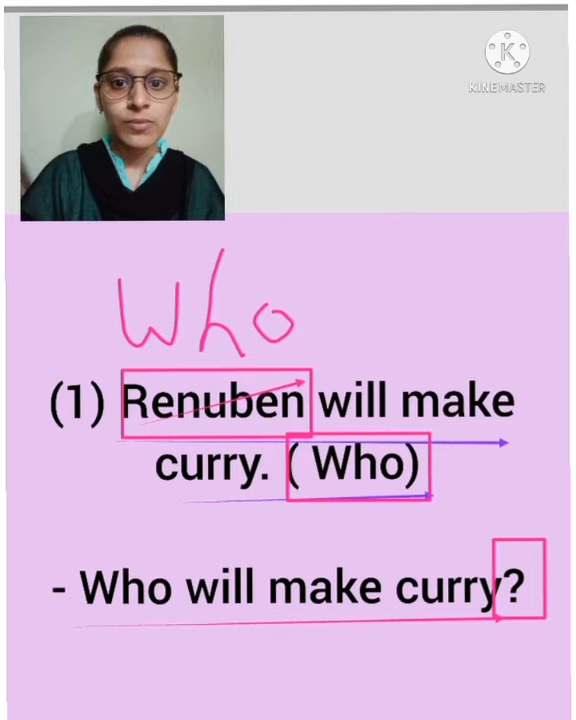 KINEMASTER
Who
(1) Renuben will make
curry. ( Who)
- Who will make curry?